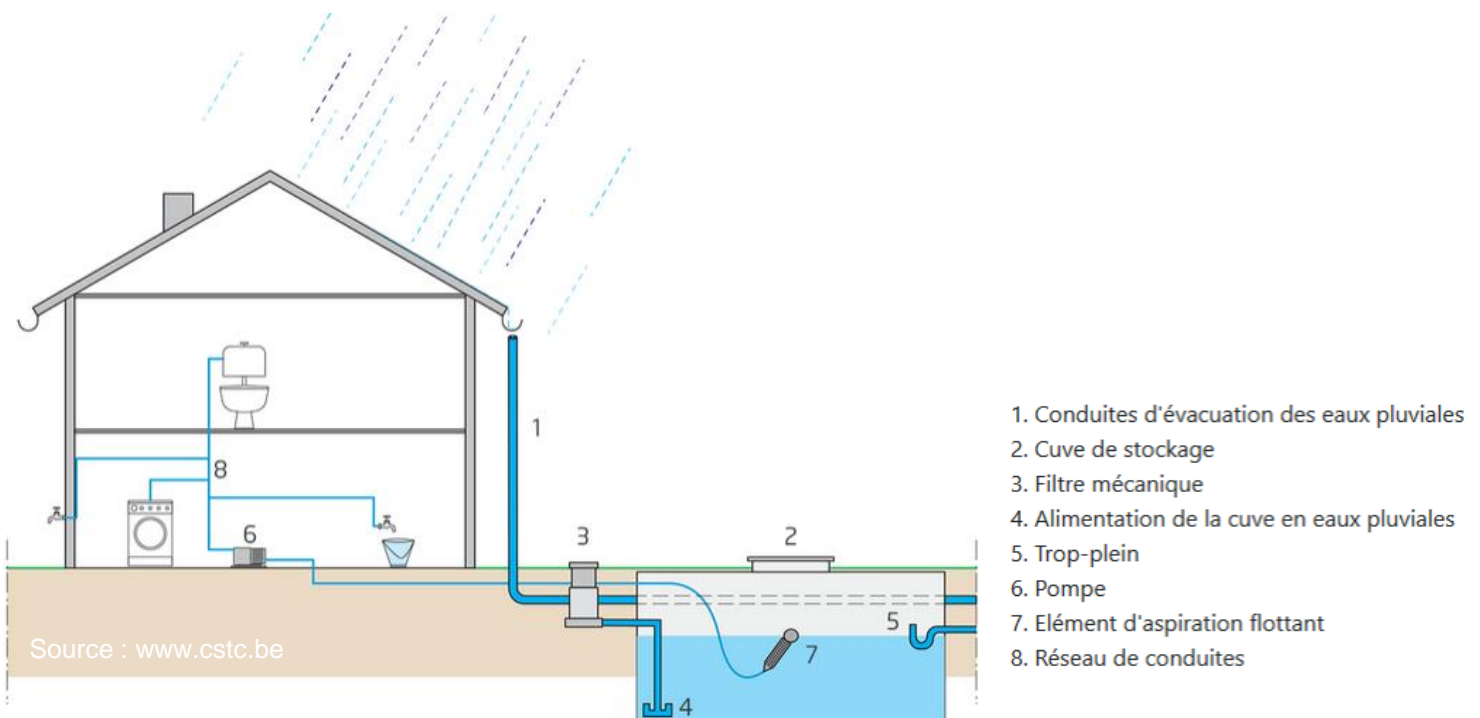 1
8
6
3
2
5
7
4
Source : www.cstc.be
1. Conduites d'évacuation des eaux pluviales
2. Cuve de stockage
3. Filtre mécanique
4. Alimentation de la cuve en eaux pluviales
5. Trop-plein
6. Pompe
7. Elément d'aspiration flottant
8. Réseau de conduites